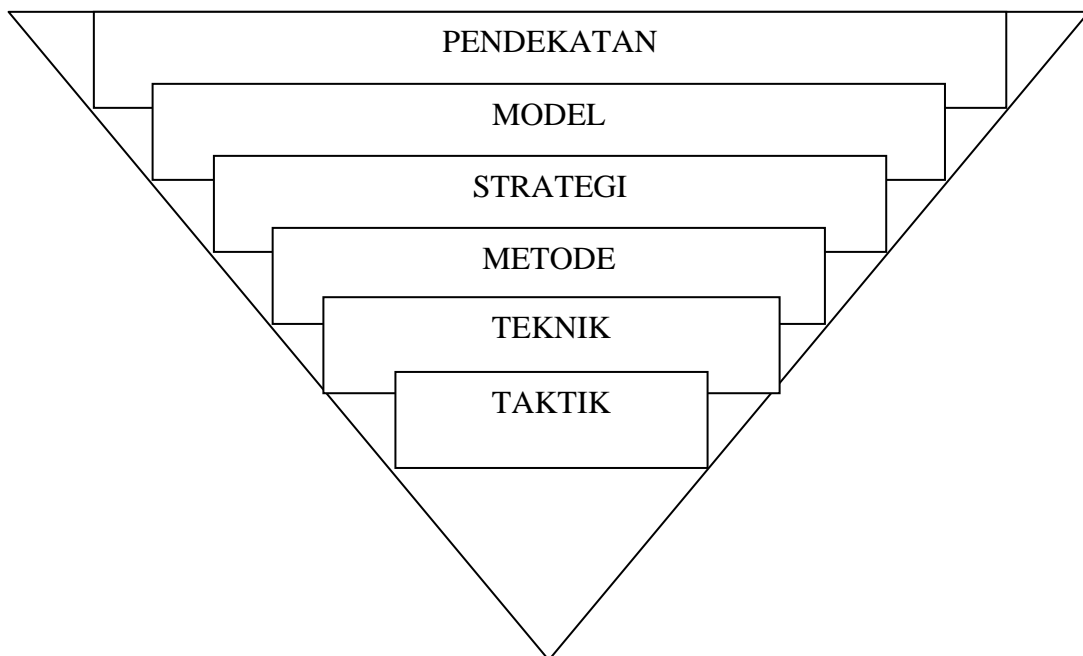 PENDEKATAN
MODEL
STRATEGI
METODE
TEKNIK
TAKTIK